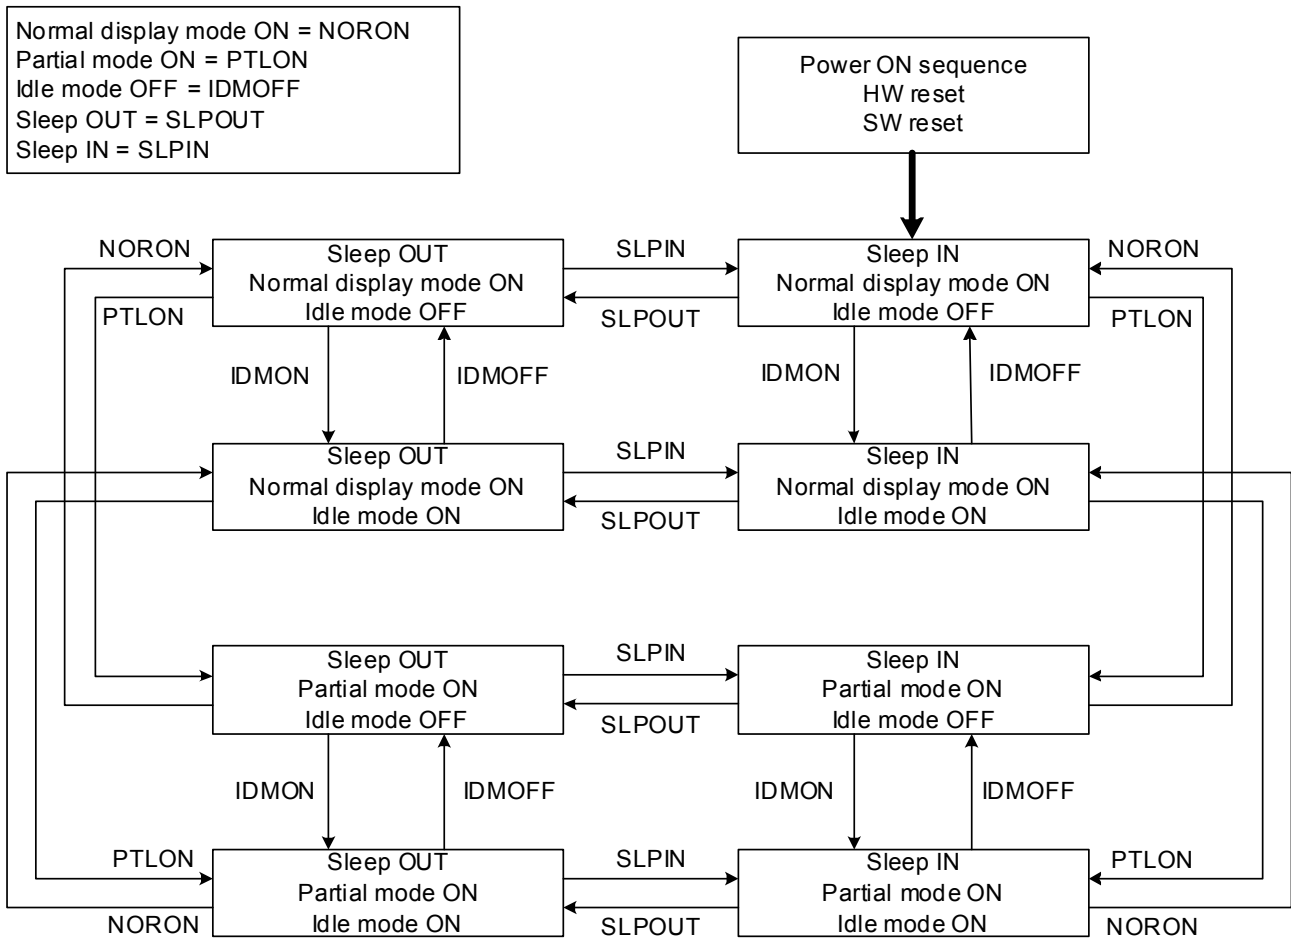 Normal display mode ON = NORON
Partial mode ON = PTLON
Idle mode OFF = IDMOFF
Sleep OUT = SLPOUT
Sleep IN = SLPIN
Power ON sequence
HW reset
SW reset
NORON
Sleep OUT
Normal display mode ON
Idle mode OFF
SLPIN
SLPOUT
Sleep IN
Normal display mode ON
Idle mode OFF
NORON
PTLON
PTLON
IDMON
IDMOFF
IDMON
IDMOFF
Sleep OUT
Normal display mode ON
Idle mode ON
SLPIN
SLPOUT
Sleep IN
Normal display mode ON
Idle mode ON
Sleep OUT
Partial mode ON
Idle mode OFF
SLPIN
SLPOUT
Sleep IN
Partial mode ON
Idle mode OFF
IDMON
IDMOFF
IDMON
IDMOFF
PTLON
NORON
Sleep OUT
Partial mode ON
Idle mode ON
SLPIN
SLPOUT
Sleep IN
Partial mode ON
Idle mode ON
PTLON
NORON